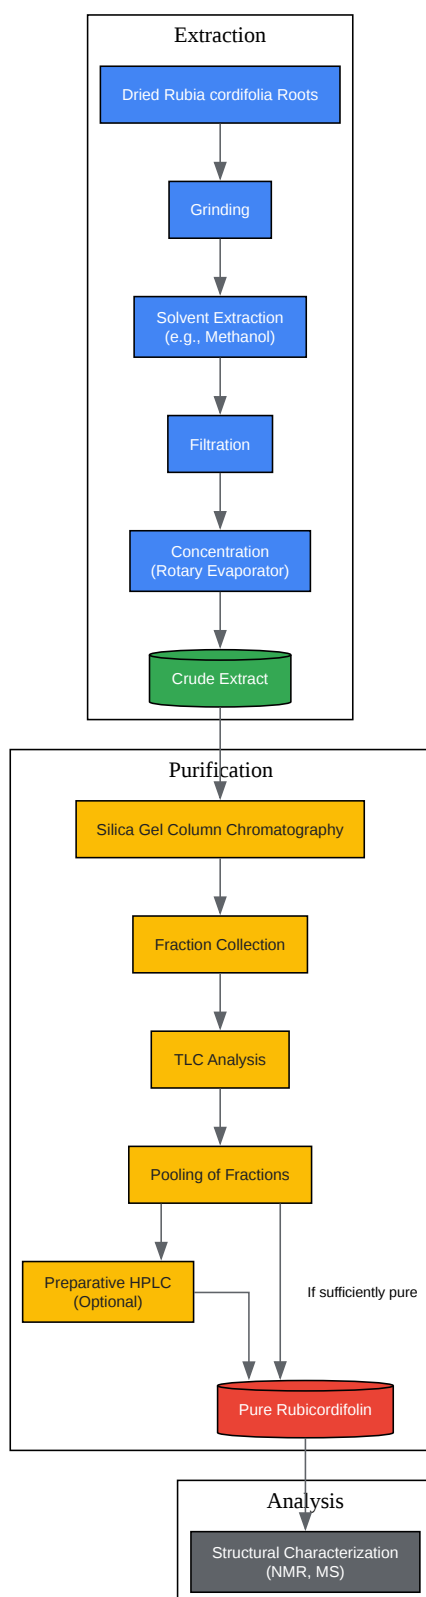 Extraction
Dried Rubia cordifolia Roots
Grinding
Solvent Extraction
(e.g., Methanol)
Filtration
Concentration
(Rotary Evaporator)
Crude Extract
Purification
Silica Gel Column Chromatography
Fraction Collection
TLC Analysis
Pooling of Fractions
Preparative HPLC
(Optional)
If sufficiently pure
Pure Rubicordifolin
Analysis
Structural Characterization
(NMR, MS)